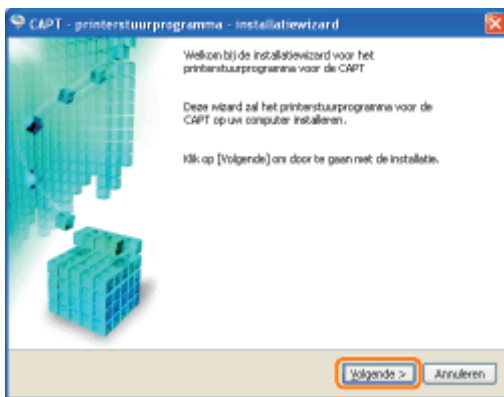 CAPT - printerstuurprogramma - installatiewizard
Welkom bij de installatiewizard voor het
printerstuurprogramma voor de CAPT
Deze wizard zal het printerstuurprogramma voor de
CAPT op uw computer installeren.
Klik op [Volgende] om door te gaan met de installatie.
Volgende >
Annuleren